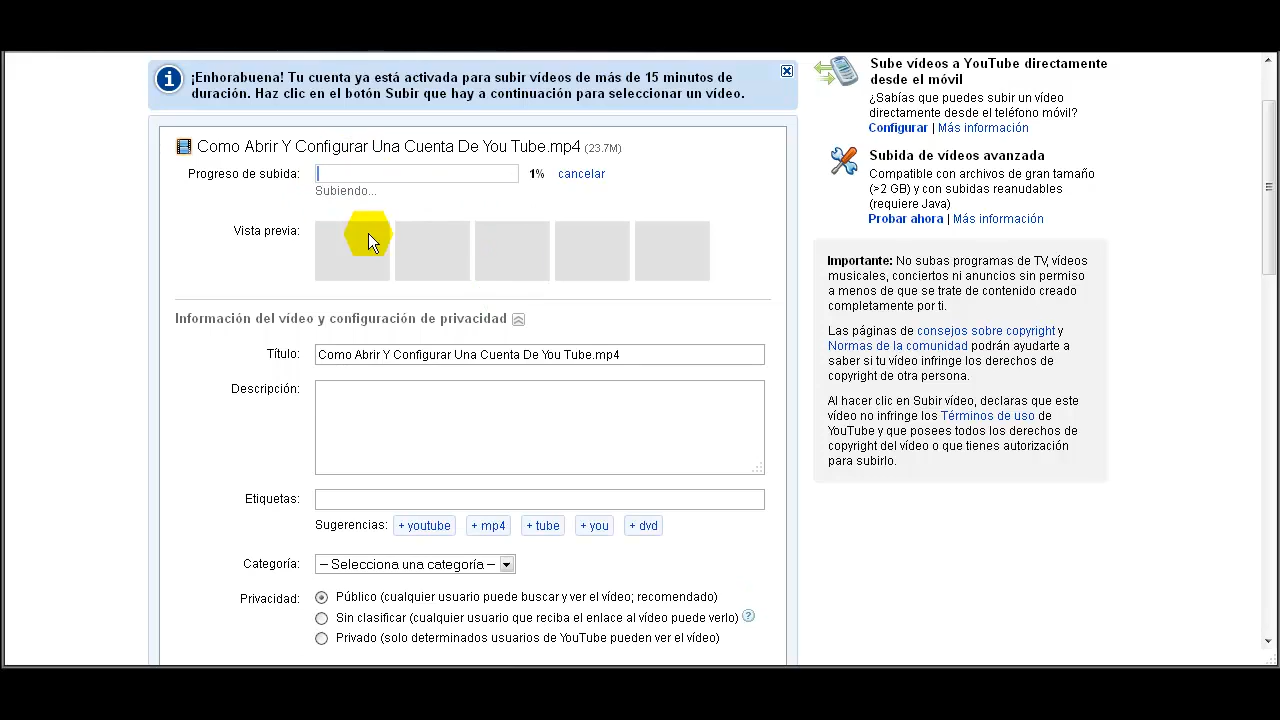 ¡Enhorabuena! Tu cuenta ya está activada para subir vídeos de más de 15 minutos de
duración. Haz clic en el botón Subir que hay a continuación para seleccionar un vídeo.
Como Abrir Y Configurar Una Cuenta De You Tube.mp4 (23.7M)
Progreso de subida: 1% cancelar
Subiendo...
Vista previa:
Información del vídeo y configuración de privacidad
Título: Como Abrir Y Configurar Una Cuenta De You Tube.mp4
Descripción:
Etiquetas:
Sugerencias: + youtube + mp4 + tube + you + dvd
Categoría: -- Selecciona una categoría --
Privacidad: Público (cualquier usuario puede buscar y ver el vídeo; recomendado)
Sin clasificar (cualquier usuario que reciba el enlace al vídeo puede verlo) ?
Privado (solo determinados usuarios de YouTube pueden ver el vídeo)
Sube vídeos a YouTube directamente
desde el móvil
¿Sabías que puedes subir un vídeo
directamente desde el teléfono móvil?
Configurar | Más información
Subida de vídeos avanzada
Compatible con archivos de gran tamaño
(>2 GB) y con subidas reanudables
(requiere Java)
Probar ahora | Más información
Importante: No subas programas de TV, vídeos
musicales, conciertos ni anuncios sin permiso
a menos de que se trate de contenido creado
completamente por ti.
Las páginas de consejos sobre copyright y
Normas de la comunidad podrán ayudarte a
saber si tu vídeo infringe los derechos de
copyright de otra persona.
Al hacer clic en Subir vídeo, declaras que este
vídeo no infringe los Términos de uso de
YouTube y que posees todos los derechos de
copyright del vídeo o que tienes autorización
para subirlo.